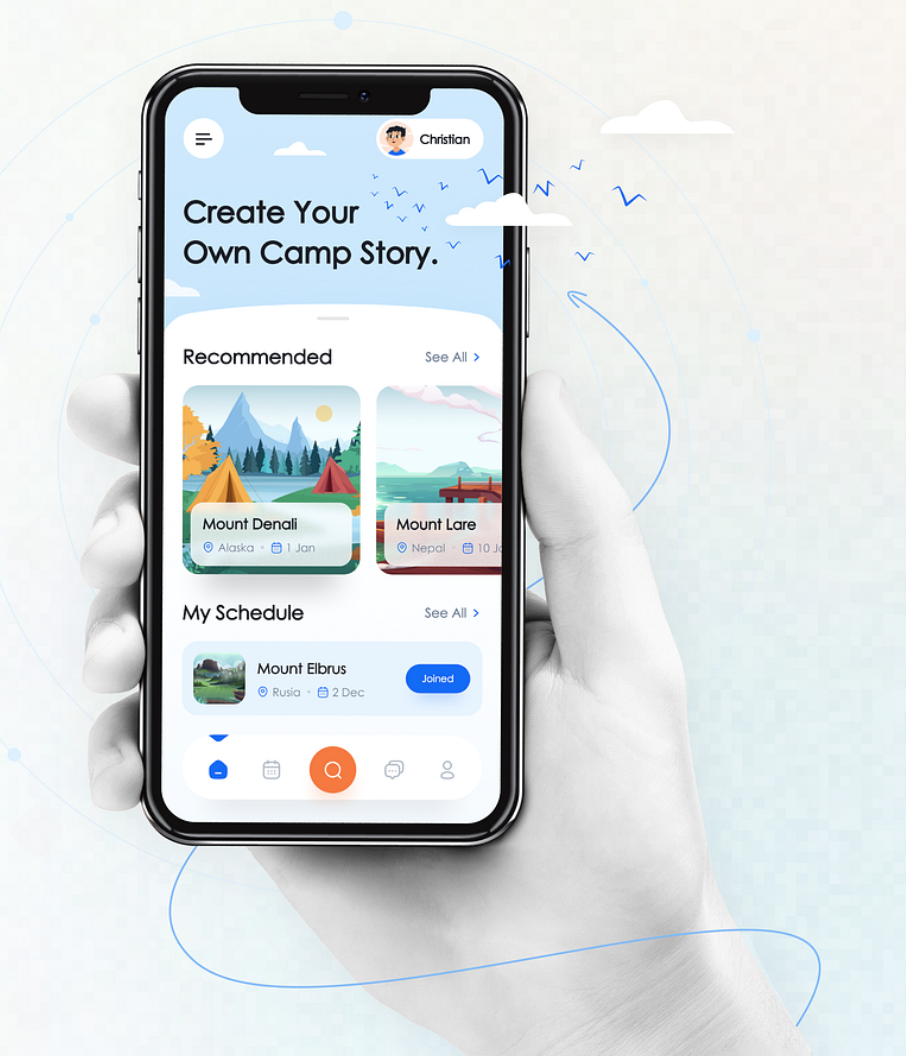 Christian
Create Your
Own Camp Story.
Recommended
See All
Mount Denali
Alaska • 1 Jan
Mount Lare
Nepal • 10 Ja
My Schedule
See All
Mount Elbrus
Rusia • 2 Dec
Joined